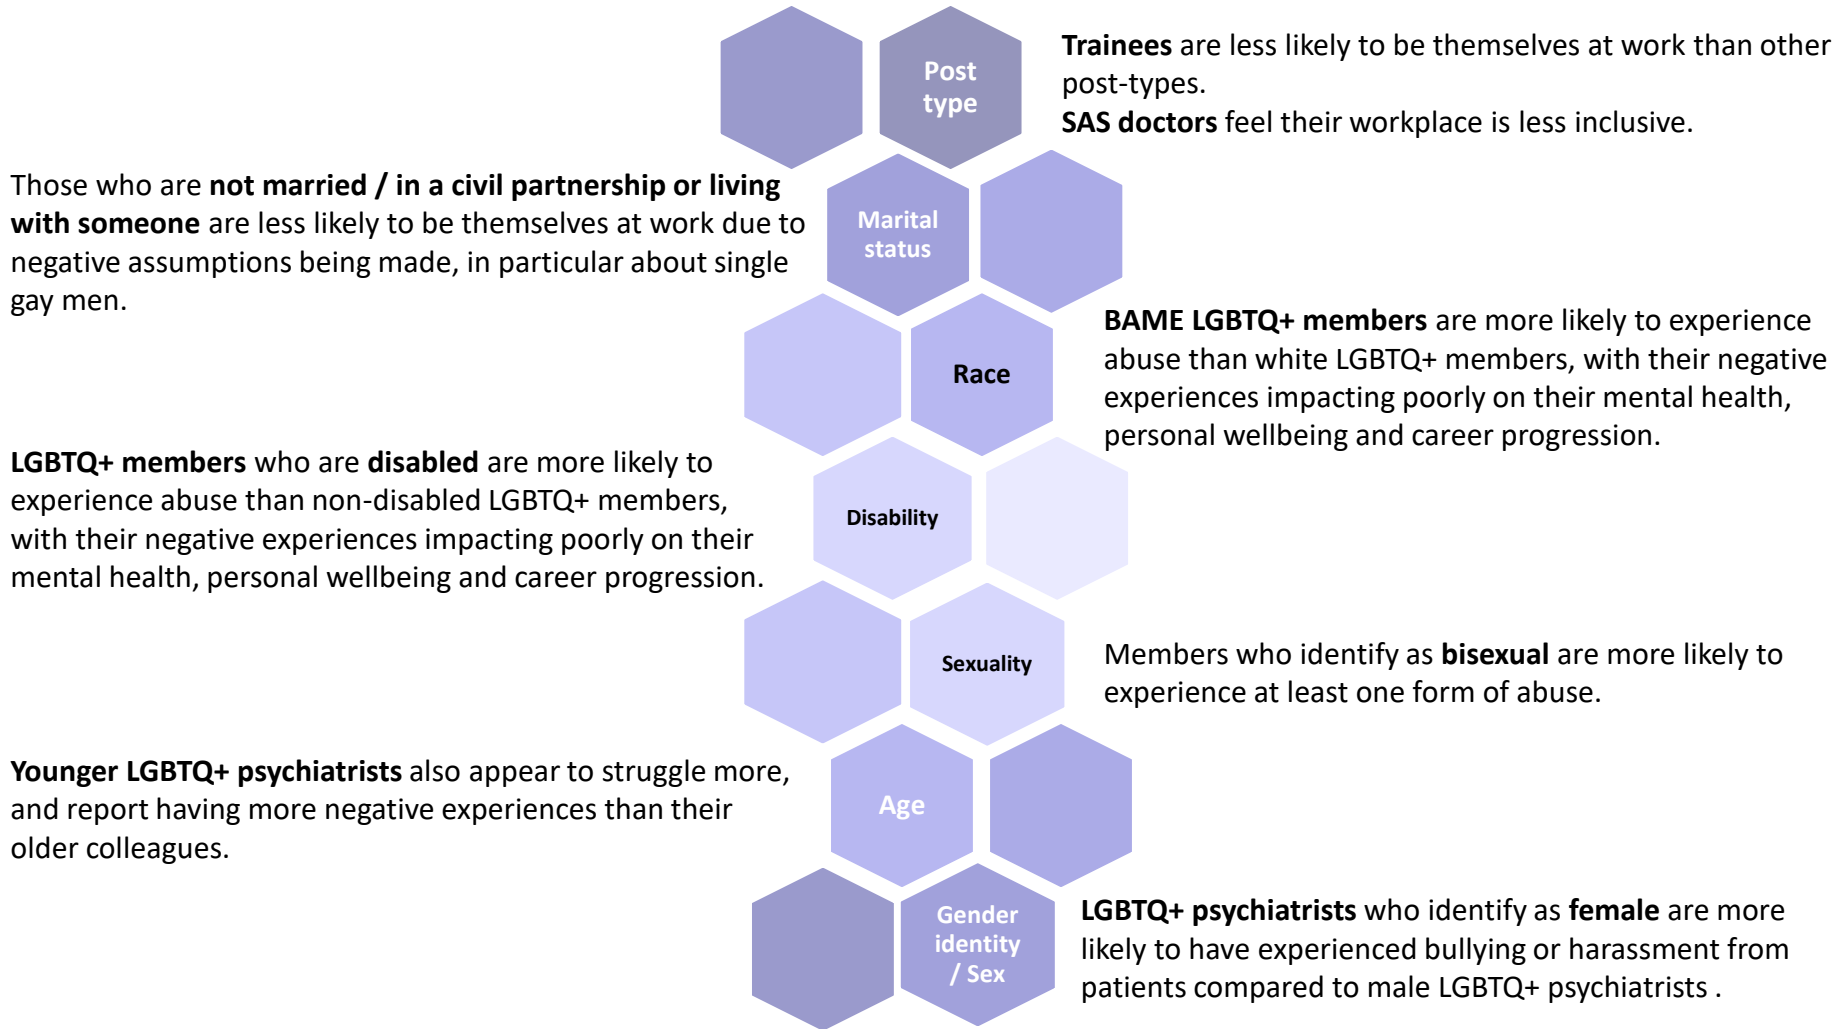 Post
type
Trainees are less likely to be themselves at work than other
post-types.
SAS doctors feel their workplace is less inclusive.
Marital
status
Those who are not married / in a civil partnership or living
with someone are less likely to be themselves at work due to
negative assumptions being made, in particular about single
gay men.
Race
BAME LGBTQ+ members are more likely to experience
abuse than white LGBTQ+ members, with their negative
experiences impacting poorly on their mental health,
personal wellbeing and career progression.
Disability
LGBTQ+ members who are disabled are more likely to
experience abuse than non-disabled LGBTQ+ members,
with their negative experiences impacting poorly on their
mental health, personal wellbeing and career progression.
Sexuality
Members who identify as bisexual are more likely to
experience at least one form of abuse.
Age
Younger LGBTQ+ psychiatrists also appear to struggle more,
and report having more negative experiences than their
older colleagues.
Gender
identity
/ Sex
LGBTQ+ psychiatrists who identify as female are more
likely to have experienced bullying or harassment from
patients compared to male LGBTQ+ psychiatrists .